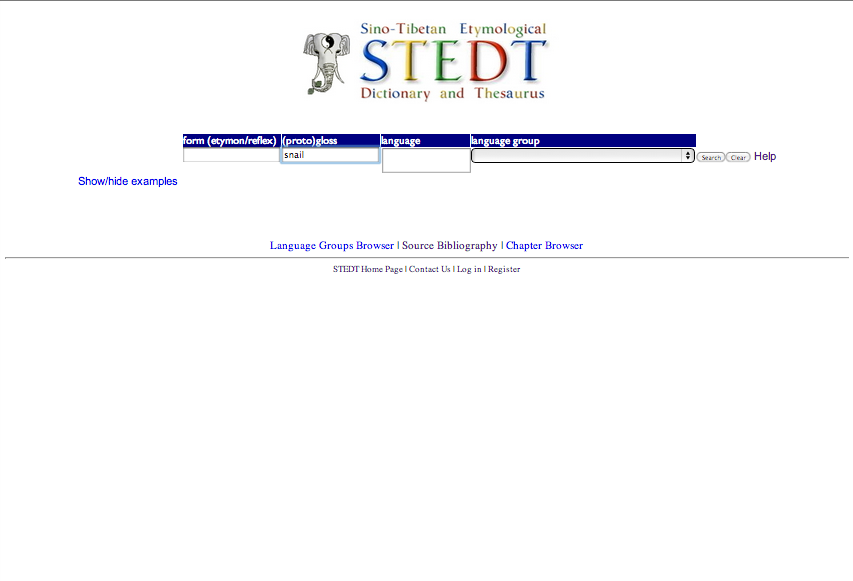 Sino-Tibetan Etymological
STEDT
Dictionary and Thesaurus
form (etymon/reflex) (proto)gloss language language group
snail Search Clear Help
Show/hide examples
Language Groups Browser | Source Bibliography | Chapter Browser
STEDT Home Page | Contact Us | Log in | Register